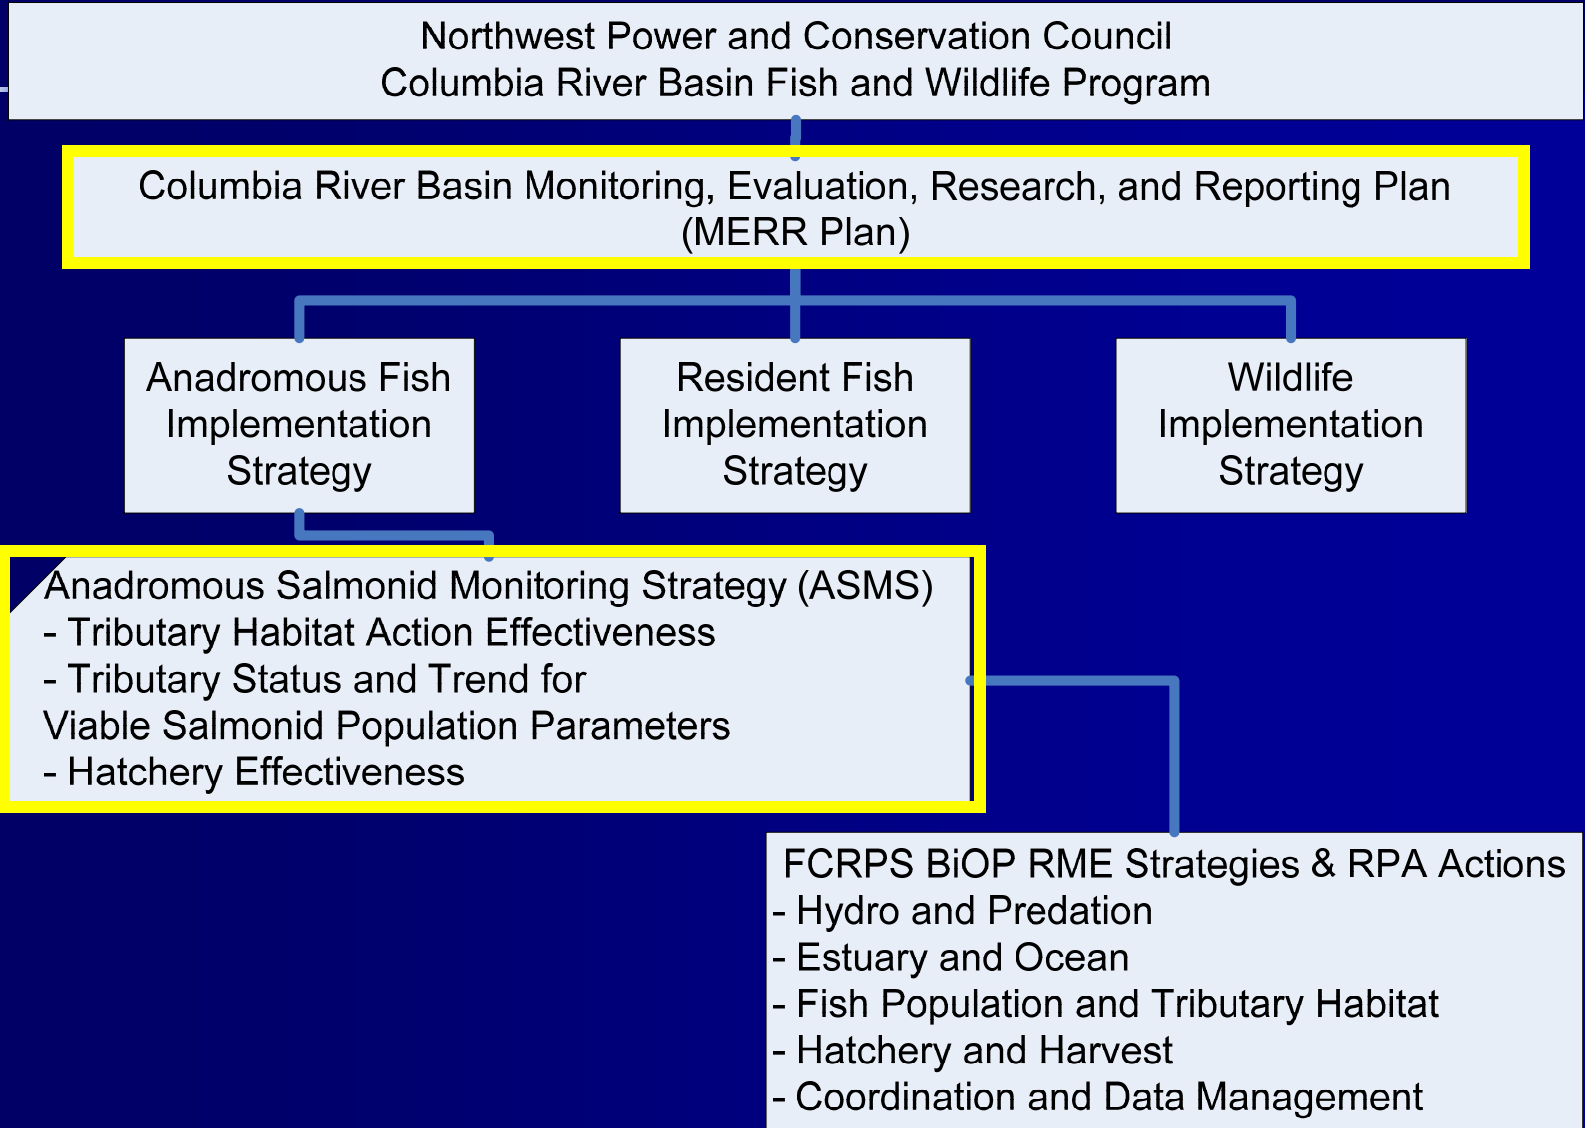 Northwest Power and Conservation Council
Columbia River Basin Fish and Wildlife Program
Columbia River Basin Monitoring, Evaluation, Research, and Reporting Plan
(MERR Plan)
Anadromous Fish
Implementation
Strategy
Resident Fish
Implementation
Strategy
Wildlife
Implementation
Strategy
Anadromous Salmonid Monitoring Strategy (ASMS)
- Tributary Habitat Action Effectiveness
- Tributary Status and Trend for
Viable Salmonid Population Parameters
- Hatchery Effectiveness
FCRPS BiOP RME Strategies & RPA Actions
- Hydro and Predation
- Estuary and Ocean
- Fish Population and Tributary Habitat
- Hatchery and Harvest
- Coordination and Data Management